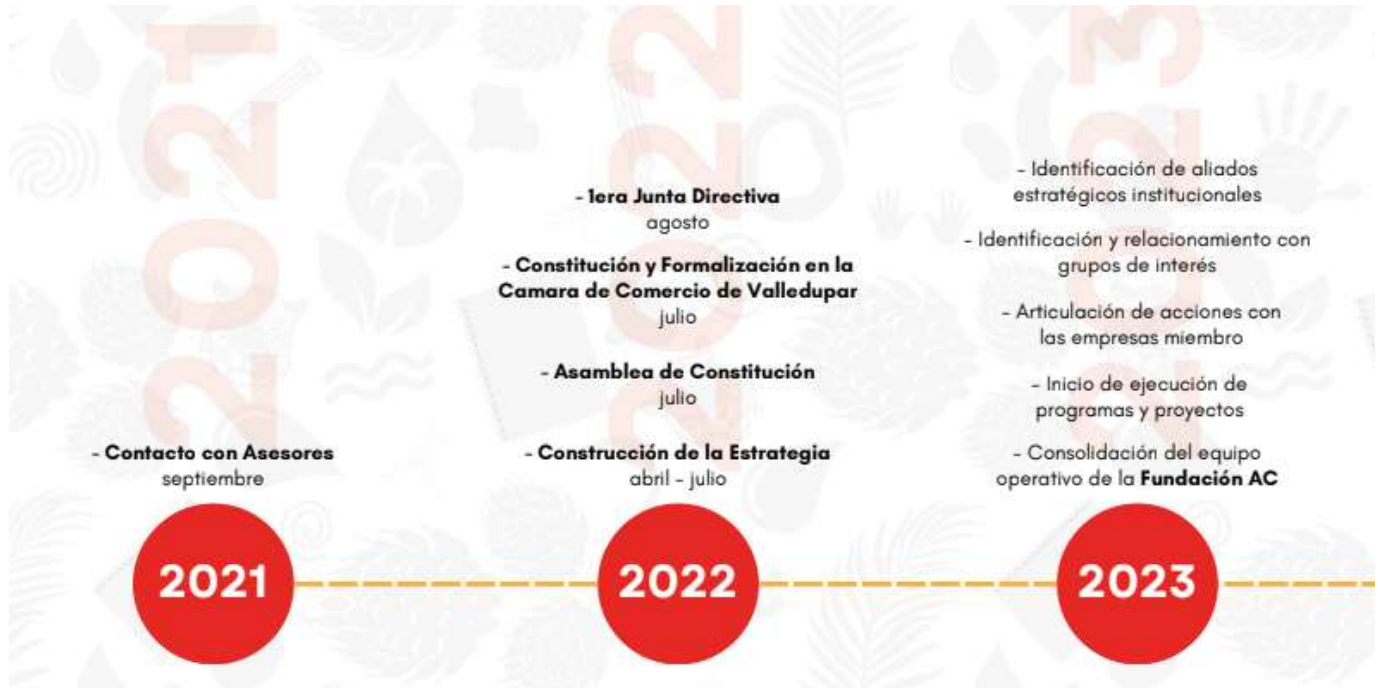 2021
2022
2023
- Contacto con Asesores
septiembre
2021
- 1era Junta Directiva
agosto
- Constitución y Formalización en la
Camara de Comercio de Valledupar
julio
- Asamblea de Constitución
julio
- Construcción de la Estrategia
abril - julio
2022
- Identificación de aliados
estratégicos institucionales
- Identificación y relacionamiento con
grupos de interés
- Articulación de acciones con
las empresas miembro
- Inicio de ejecución de
programas y proyectos
- Consolidación del equipo
operativo de la Fundación AC
2023